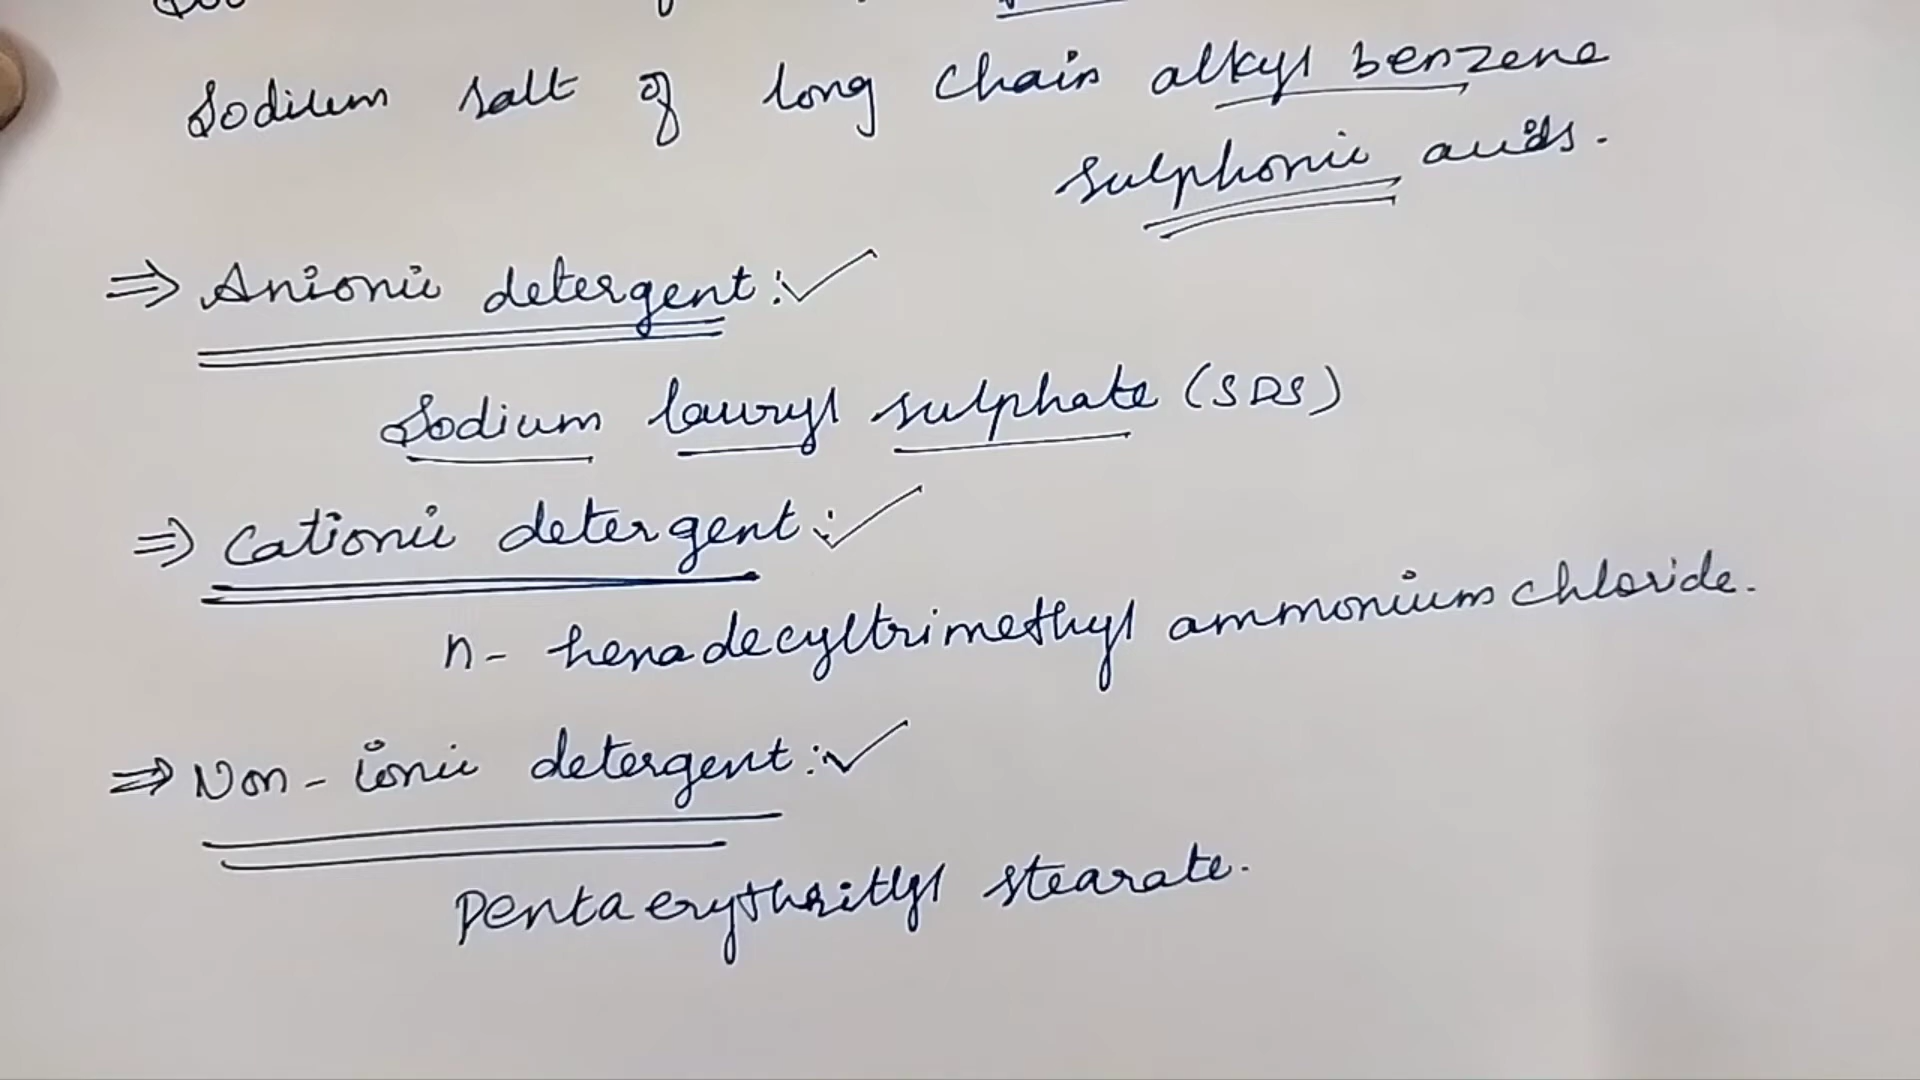 Sodium salt of long chain alkyl benzene
sulphonic acids.
⇒ Anionic detergent:✓
Sodium lauryl sulphate (SDS)
⇒ Cationic detergent:✓
n- hexadecyltrimethyl ammonium chloride.
⇒ Non-ionic detergent:✓
Pentaerythrityl stearate.